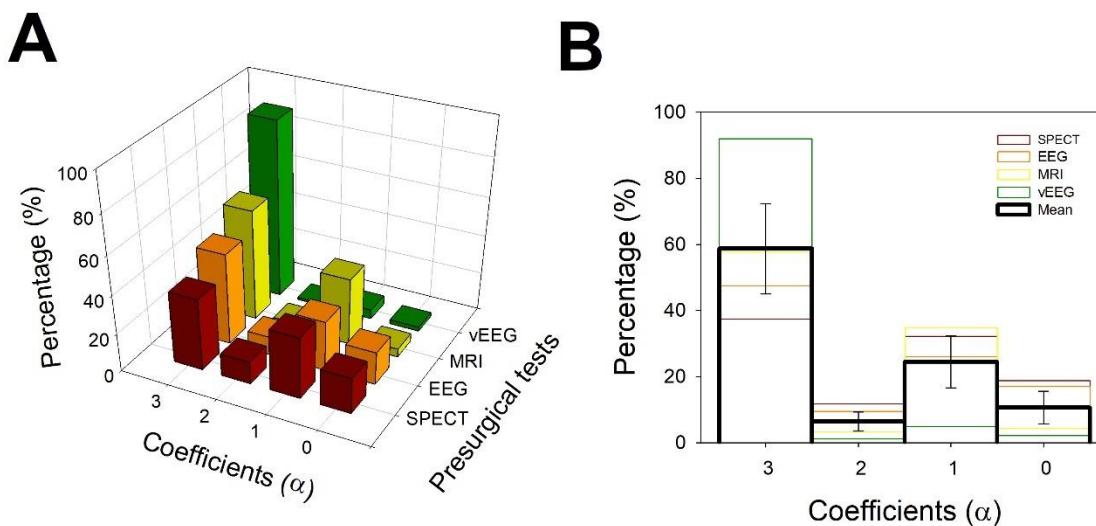 A
Percentage (%)
100
80
60
40
20
0
3
2
1
0
Coefficients (α)
vEEG
MRI
EEG
SPECT
Presurgical tests
B
Percentage (%)
100
80
60
40
20
0
SPECT
EEG
MRI
vEEG
Mean
3
2
1
0
Coefficients (α)